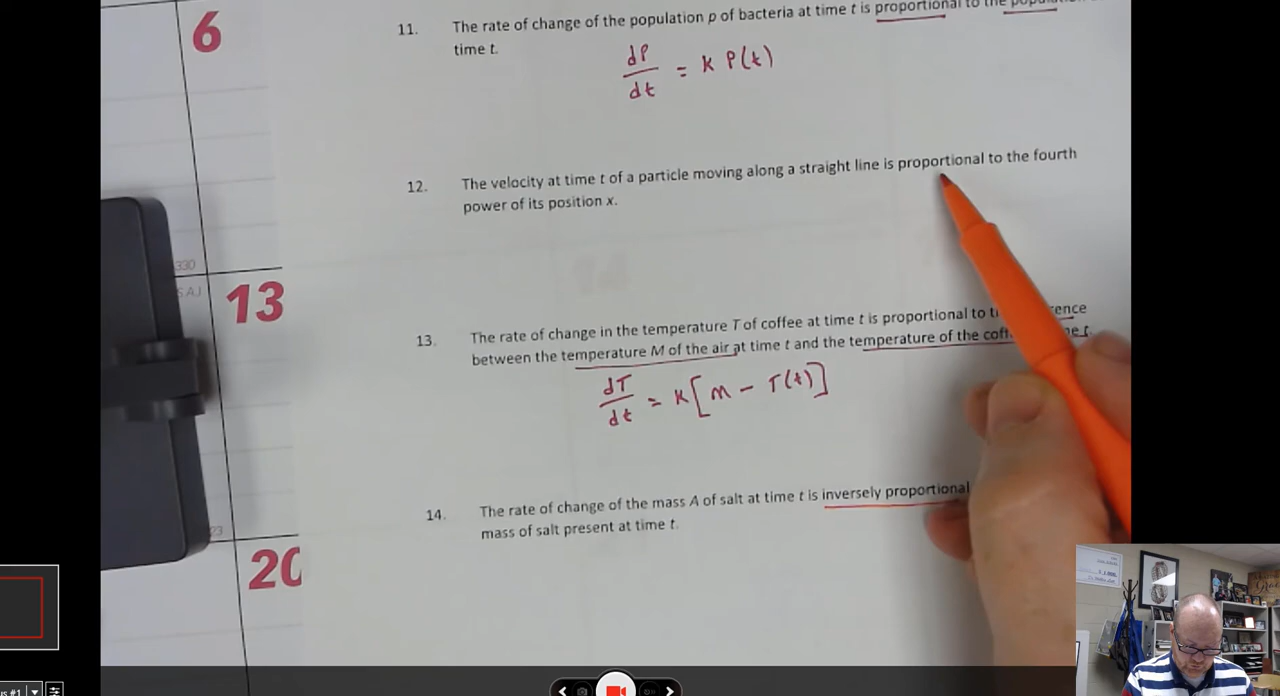 6
11. The rate of change of the population p of bacteria at time t is proportional to the
time t.
dP/dt = k P(t)
12. The velocity at time t of a particle moving along a straight line is proportional to the fourth
power of its position x.
330
SAJ
13
13. The rate of change in the temperature T of coffee at time t is proportional to
between the temperature M of the air at time t and the temperature of the
dT/dt = k[M - T(t)]
14. The rate of change of the mass A of salt at time t is inversely proportional
mass of salt present at time t.
20